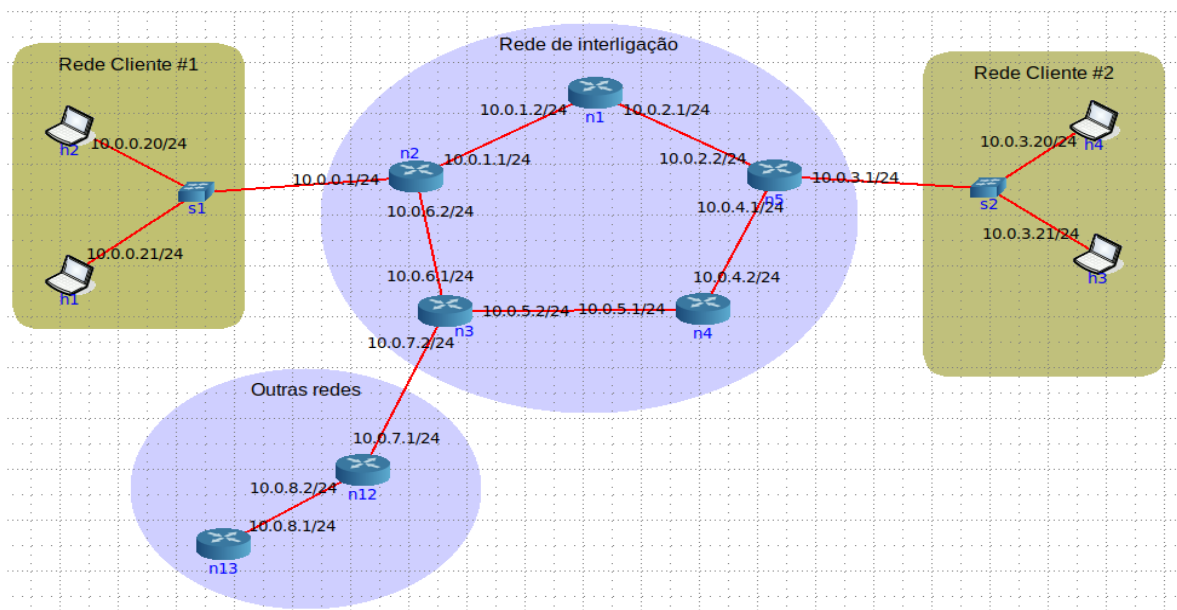 Rede de interligação
Rede Cliente #1
Rede Cliente #2
10.0.1.2/24
n1
10.0.2.1/24
h2
10.0.0.20/24
10.0.3.20/24
h4
n2
10.0.1.1/24
10.0.2.2/24
n5
10.0.0.1/24
10.0.3.1/24
s1
s2
10.0.6.2/24
10.0.4.1/24
10.0.0.21/24
10.0.3.21/24
h1
h3
10.0.6.1/24
10.0.4.2/24
10.0.5.2/24
10.0.5.1/24
n3
n4
10.0.7.2/24
Outras redes
10.0.7.1/24
10.0.8.2/24
n12
10.0.8.1/24
n13